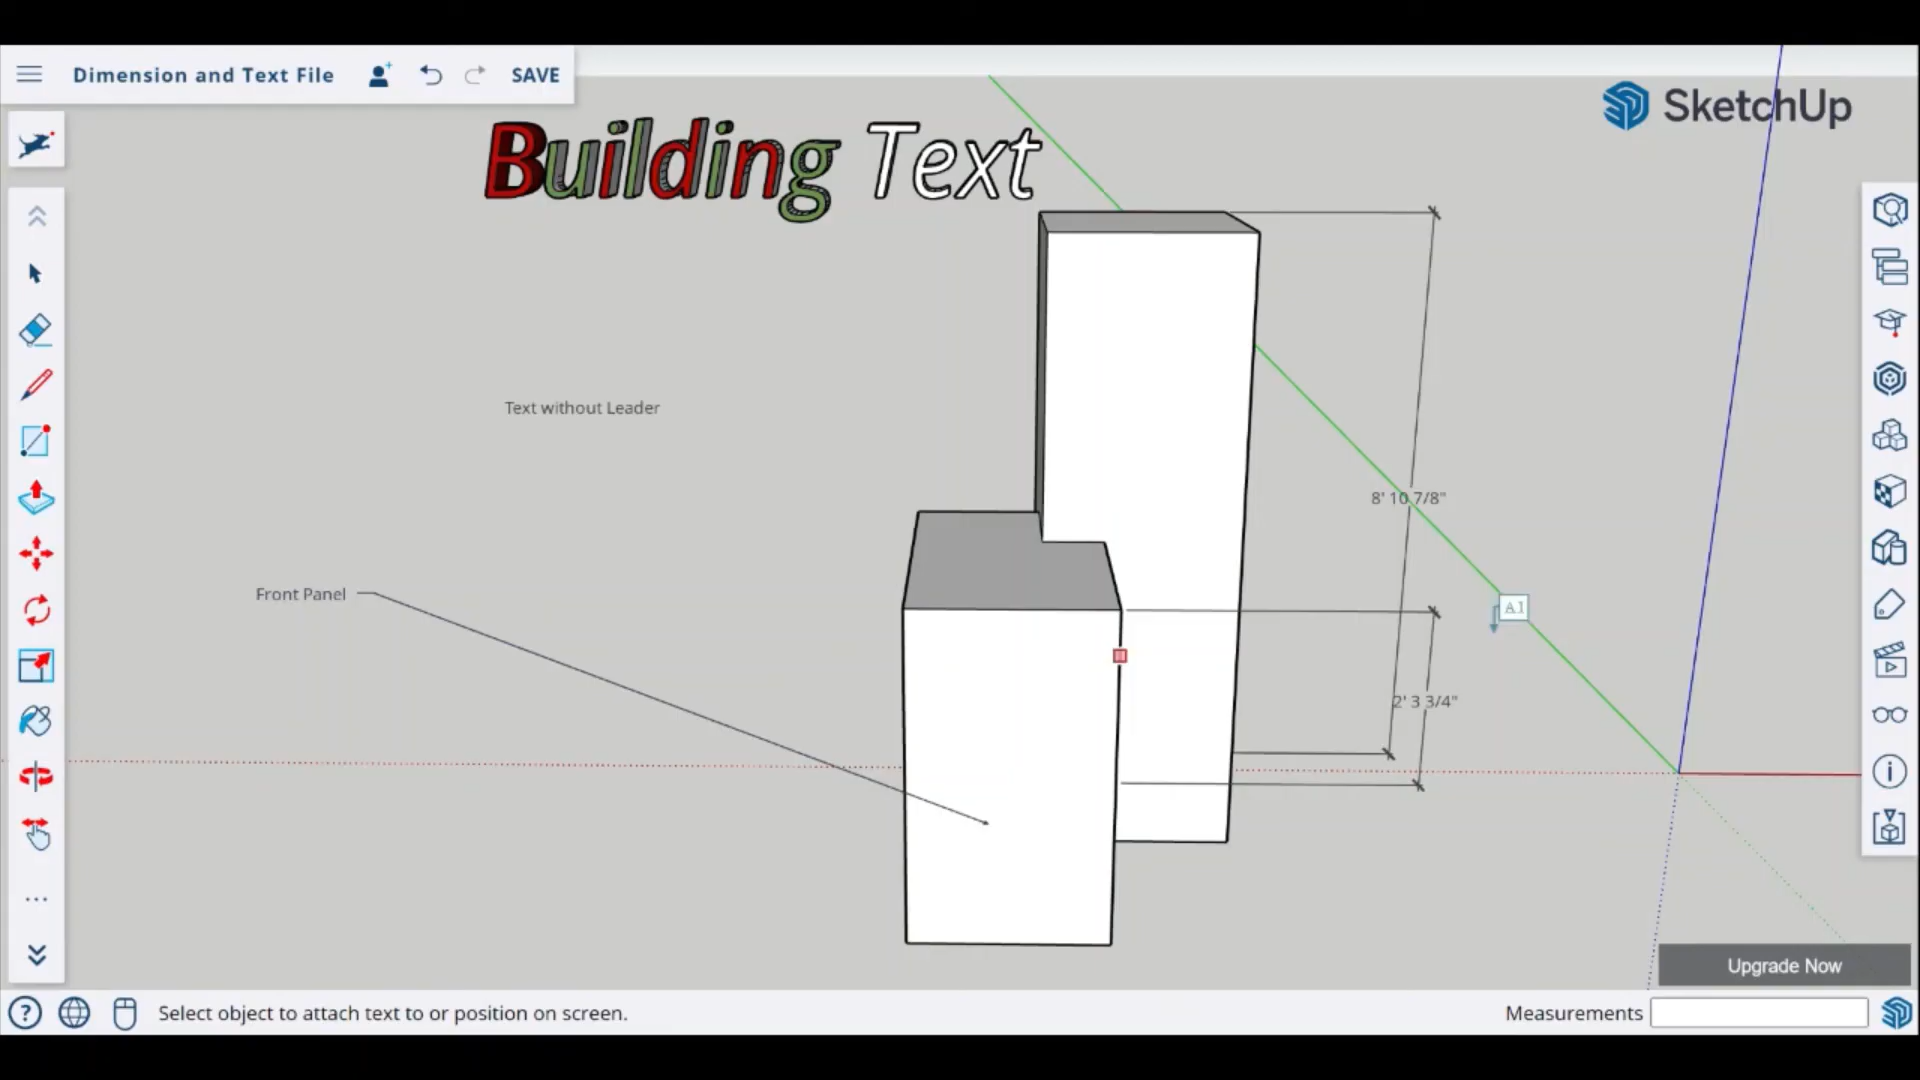 Dimension and Text File
SAVE
SketchUp
Building Text
Text without Leader
8' 10 7/8"
Front Panel
A1
2' 3 3/4"
Upgrade Now
Select object to attach text to or position on screen.
Measurements